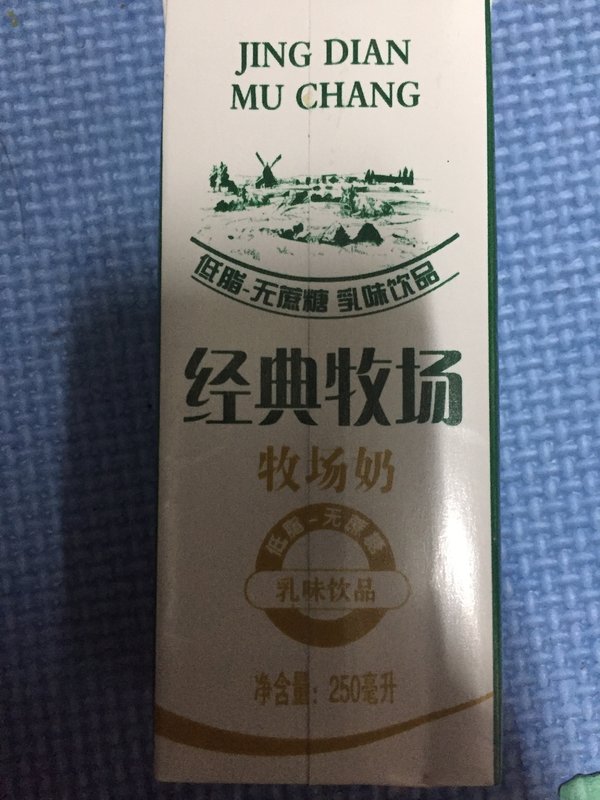 JING DIAN
MU CHANG
低脂-无蔗糖 乳味饮品
经典牧场
牧场奶
低脂-无蔗糖
乳味饮品
净含量：250毫升